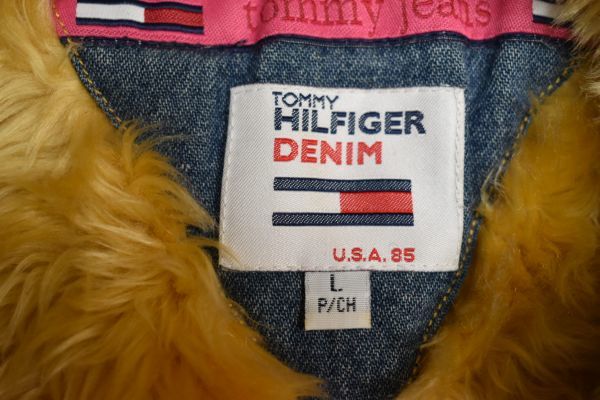 tommy jeans
TOMMY
HILFIGER
DENIM
U.S.A. 85
L
P/CH